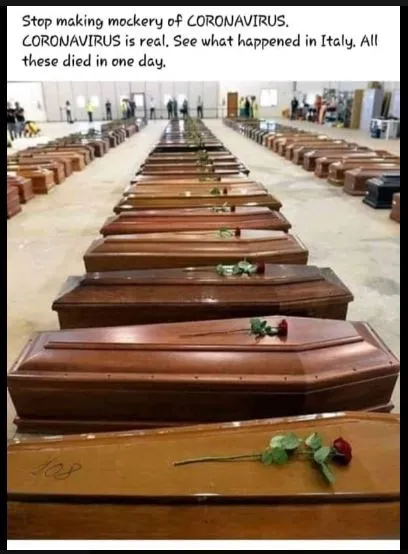 Stop making mockery of CORONAVIRUS.
CORONAVIRUS is real. See what happened in Italy. All
these died in one day.
108